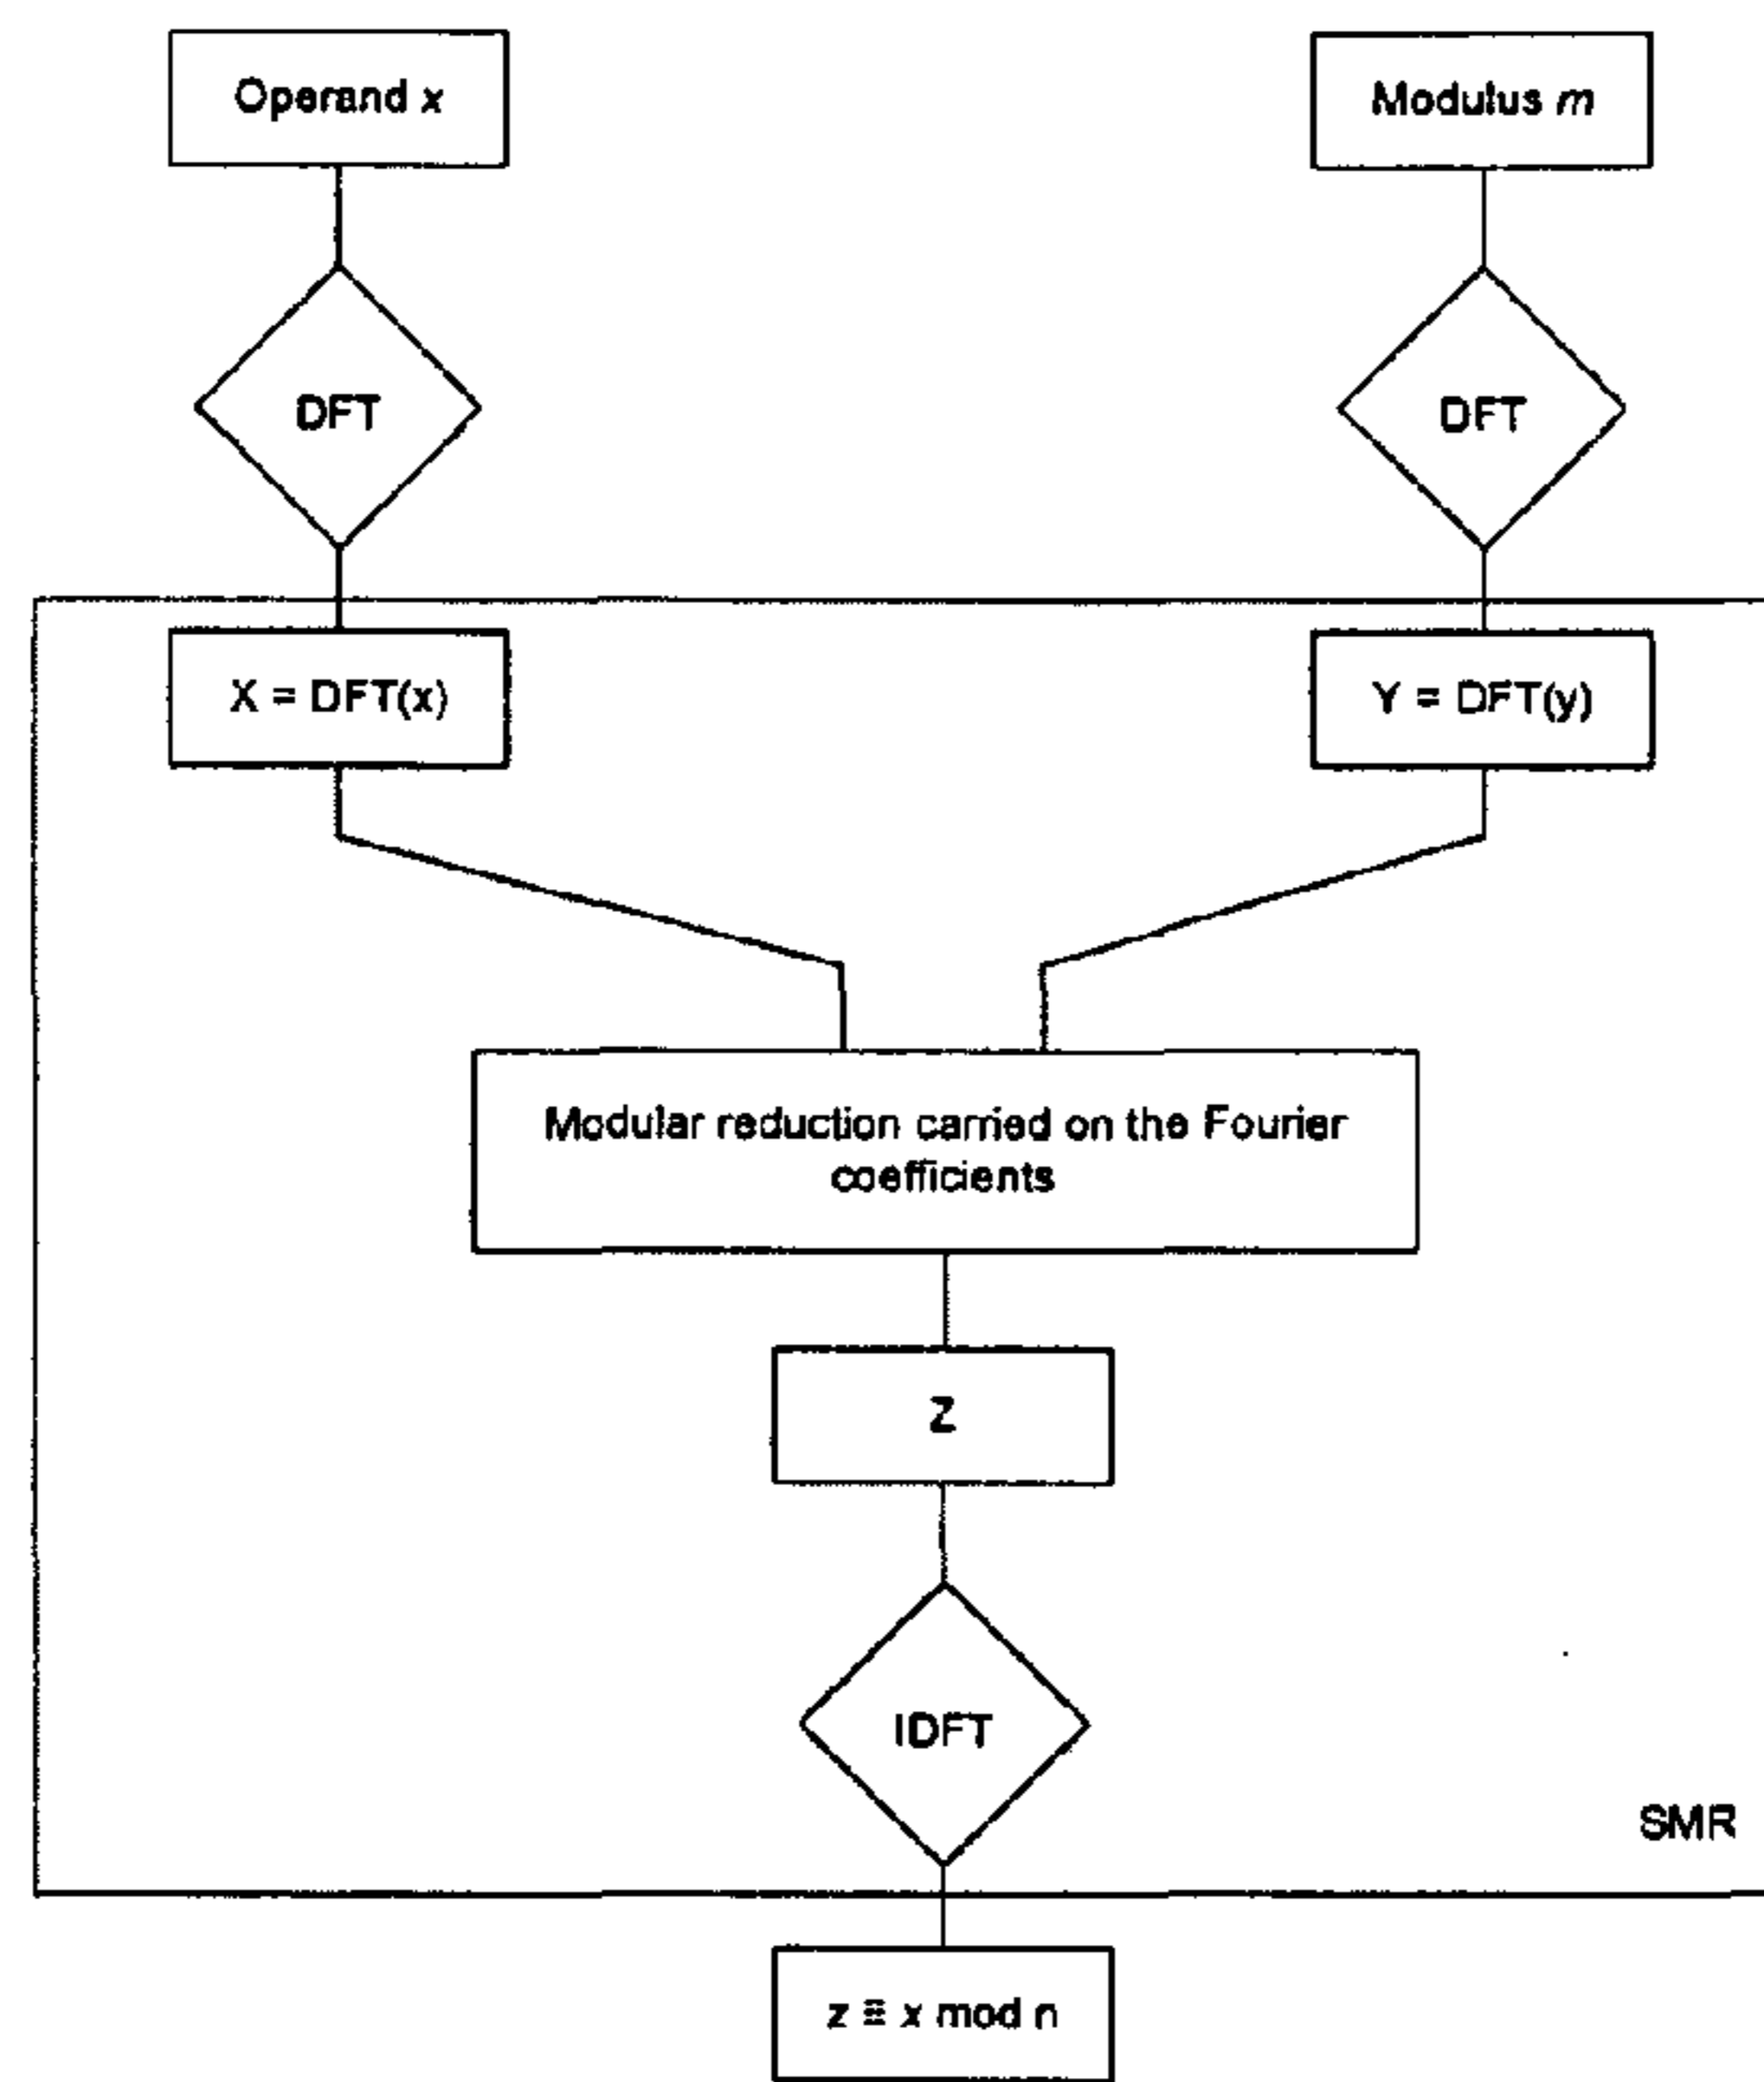 Operand x
Modulus m
DFT
DFT
X = DFT(x)
Y = DFT(y)
Modular reduction carried on the Fourier
coefficients
Z
IDFT
SMR
z ≡ x mod n